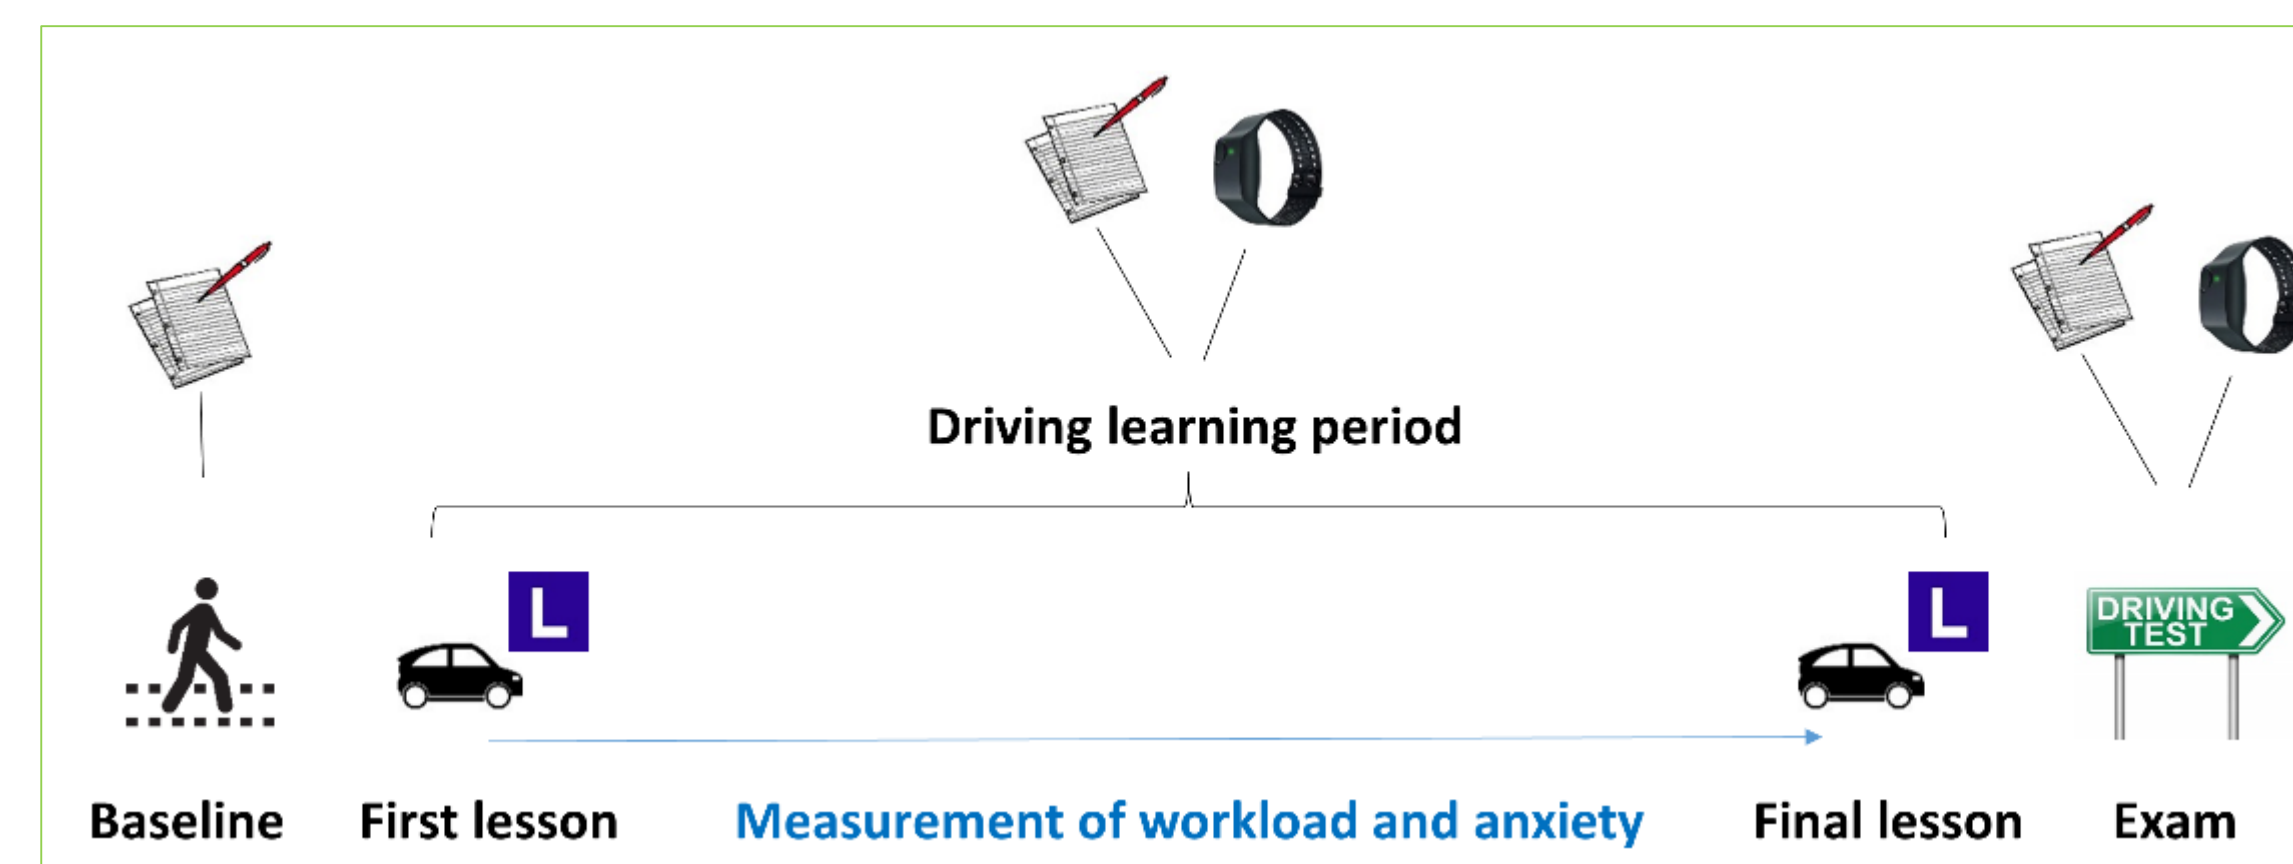 Driving learning period
L
L
DRIVING
TEST
Baseline
First lesson
Measurement of workload and anxiety
Final lesson
Exam